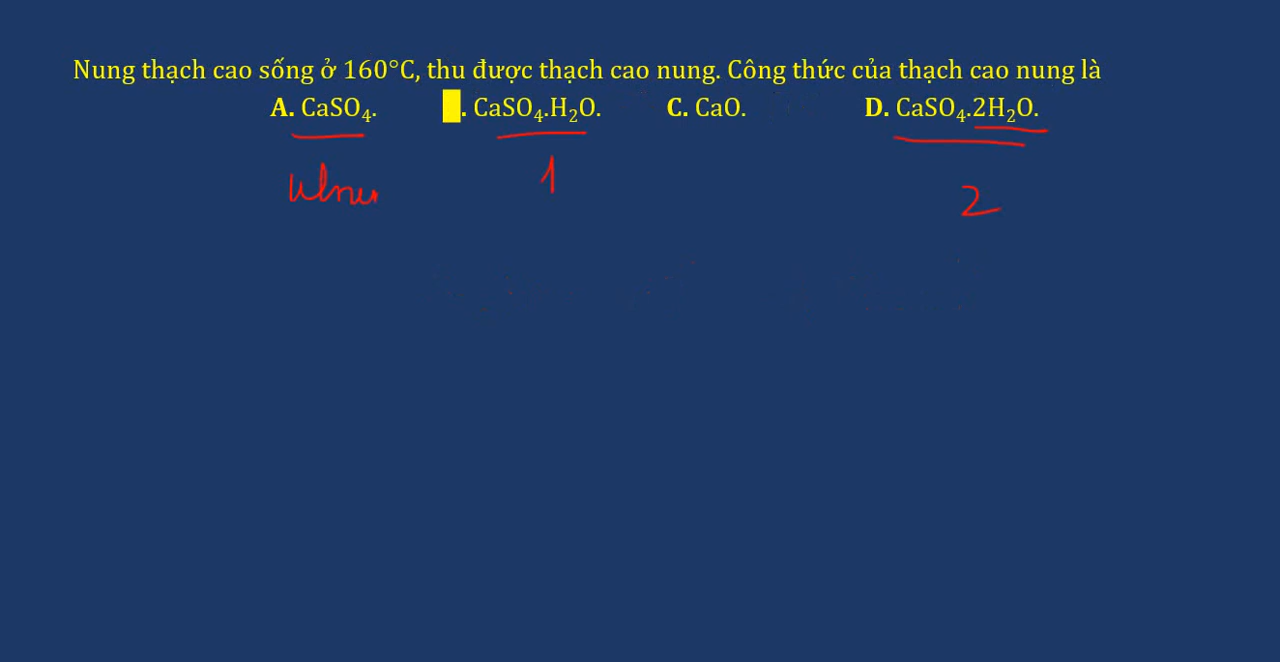 Nung thạch cao sống ở 160°C, thu được thạch cao nung. Công thức của thạch cao nung là
A. CaSO₄. . CaSO₄.H₂O. C. CaO. D. CaSO₄.2H₂O.
1
2